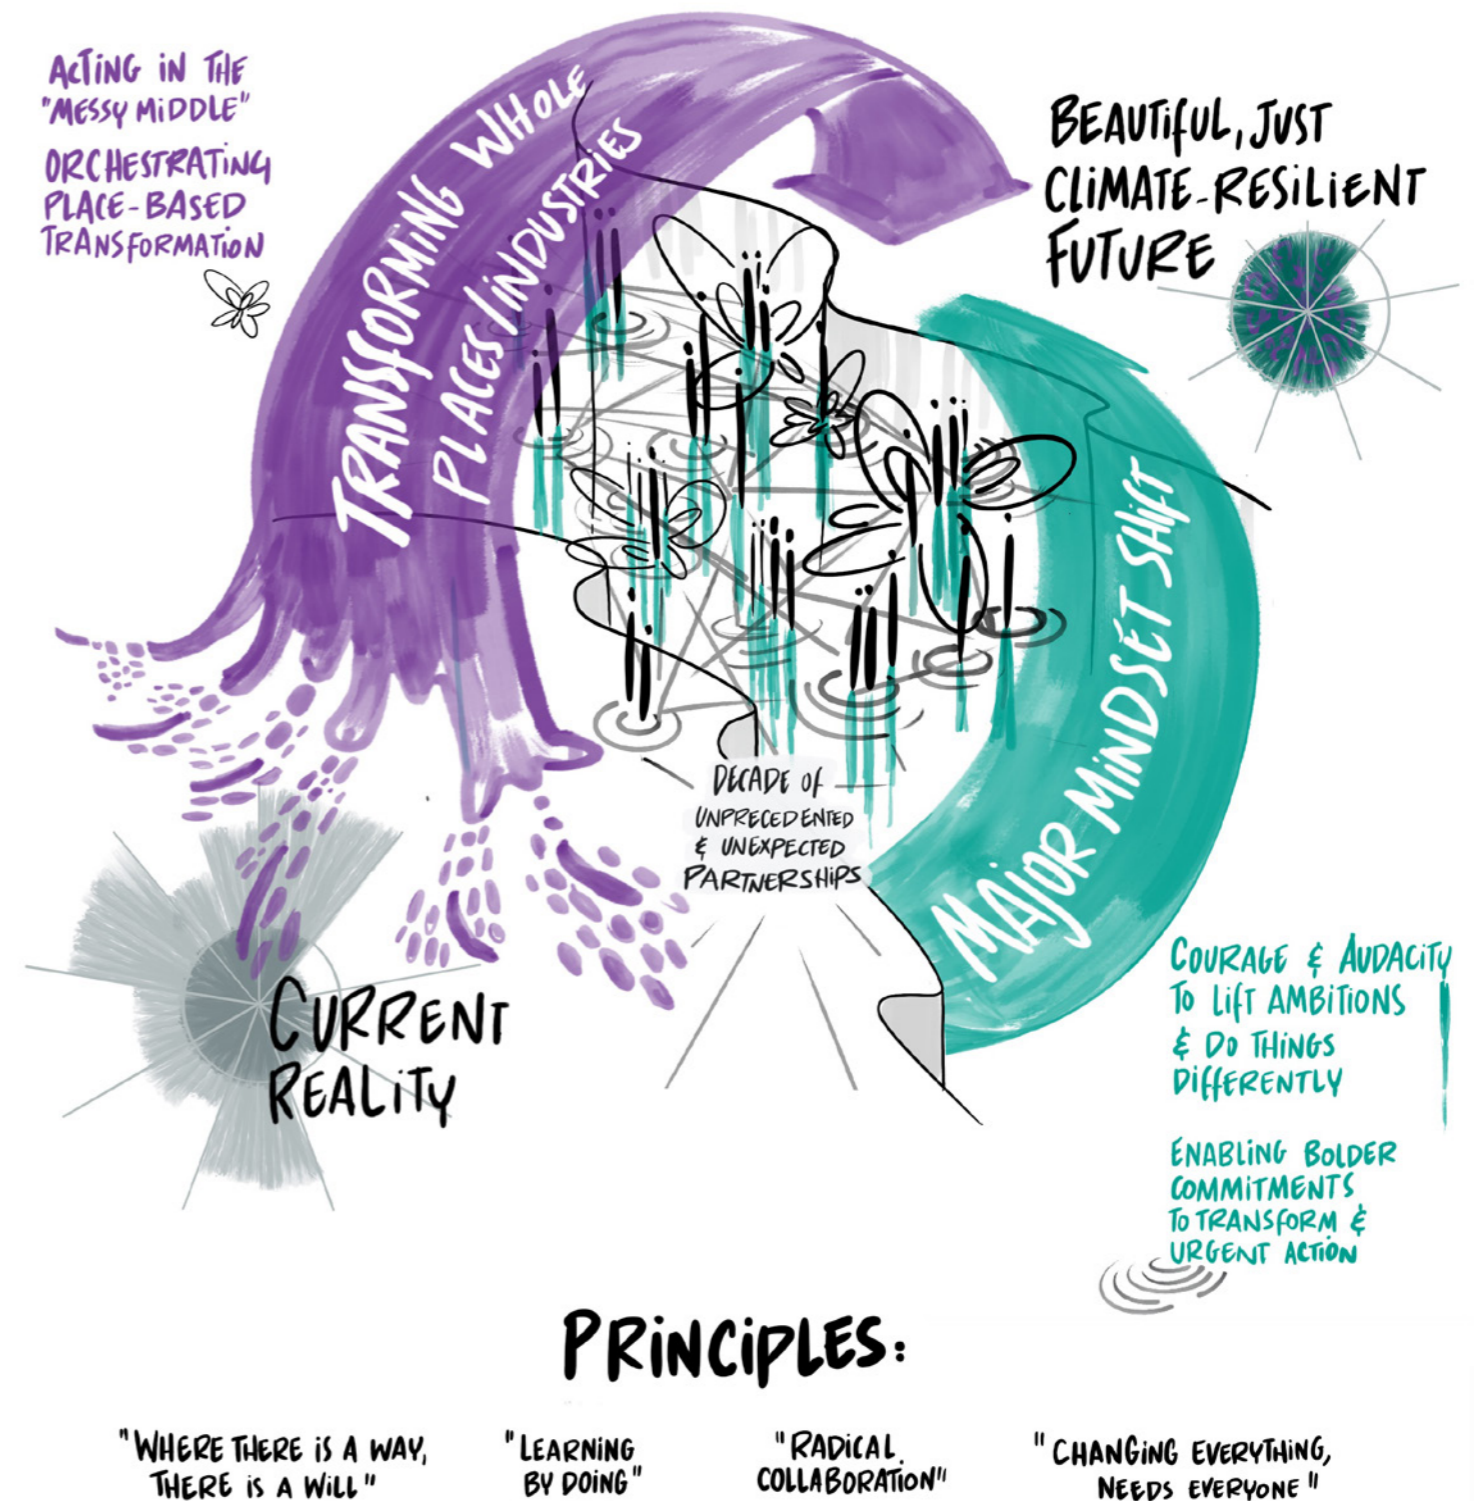 ACTING IN THE
"MESSY MIDDLE"
ORCHESTRATING
PLACE-BASED
TRANSFORMATION
TRANSFORMING WHOLE
PLACES/INDUSTRIES
BEAUTIFUL, JUST
CLIMATE-RESILIENT
FUTURE
MAJOR MINDSET SHIFT
DECADE OF
UNPRECEDENTED
& UNEXPECTED
PARTNERSHIPS
CURRENT
REALITY
COURAGE & AUDACITY
TO LIFT AMBITIONS
& DO THINGS
DIFFERENTLY
ENABLING BOLDER
COMMITMENTS
TO TRANSFORM &
URGENT ACTION
PRINCIPLES:
"WHERE THERE IS A WAY,
THERE IS A WILL"
"LEARNING
BY DOING"
"RADICAL
COLLABORATION"
"CHANGING EVERYTHING,
NEEDS EVERYONE"